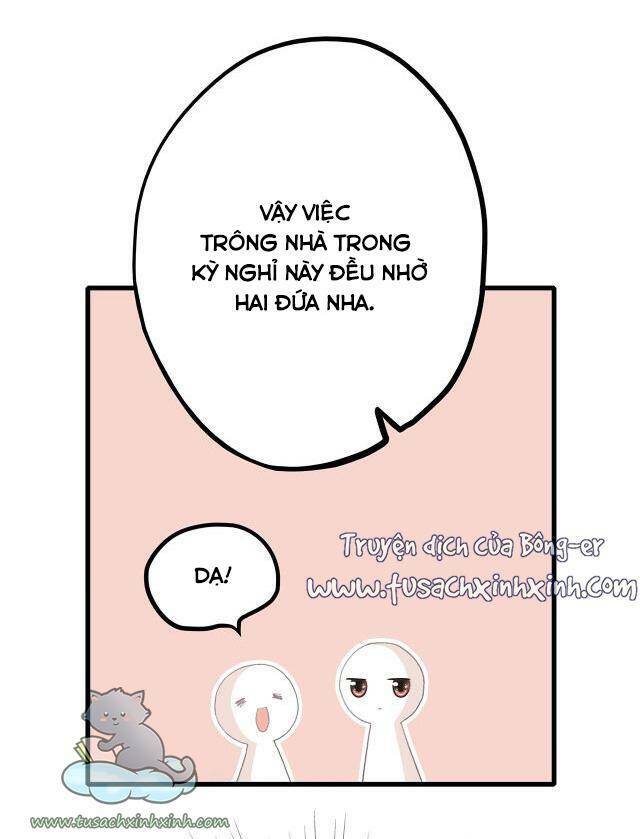 VẬY VIỆC
TRÔNG NHÀ TRONG
KỲ NGHỈ NÀY ĐỀU NHỜ
HAI ĐỨA NHA.
Truyện dịch của Bông-er
www.tusachxinhxinh.com
DẠ!
www.tusachxinhxinh.com